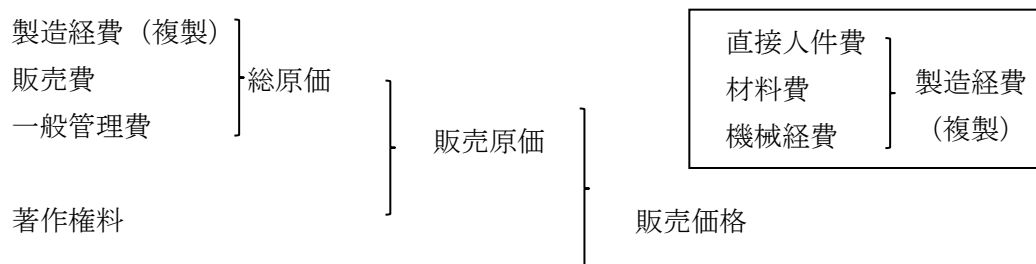 製造経費（複製）
販売費
総原価
一般管理費
販売原価
著作権料
販売価格
直接人件費
材料費
機械経費
製造経費
（複製）